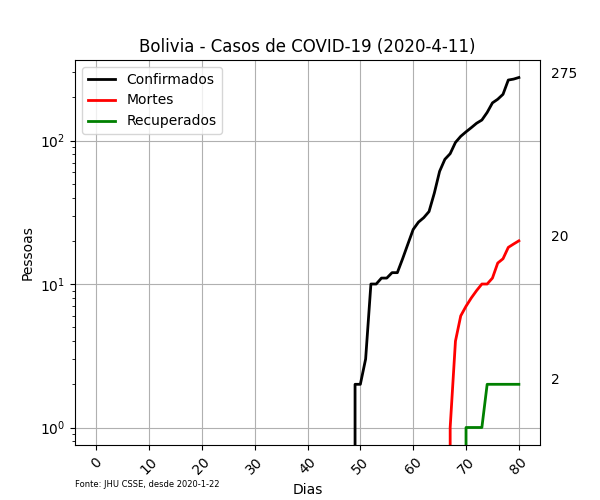 Bolivia - Casos de COVID-19 (2020-4-11)
Confirmados
Mortes
Recuperados
275
20
2
Pessoas
10²
10¹
10⁰
0 10 20 30 40 50 60 70 80
Dias
Fonte: JHU CSSE, desde 2020-1-22